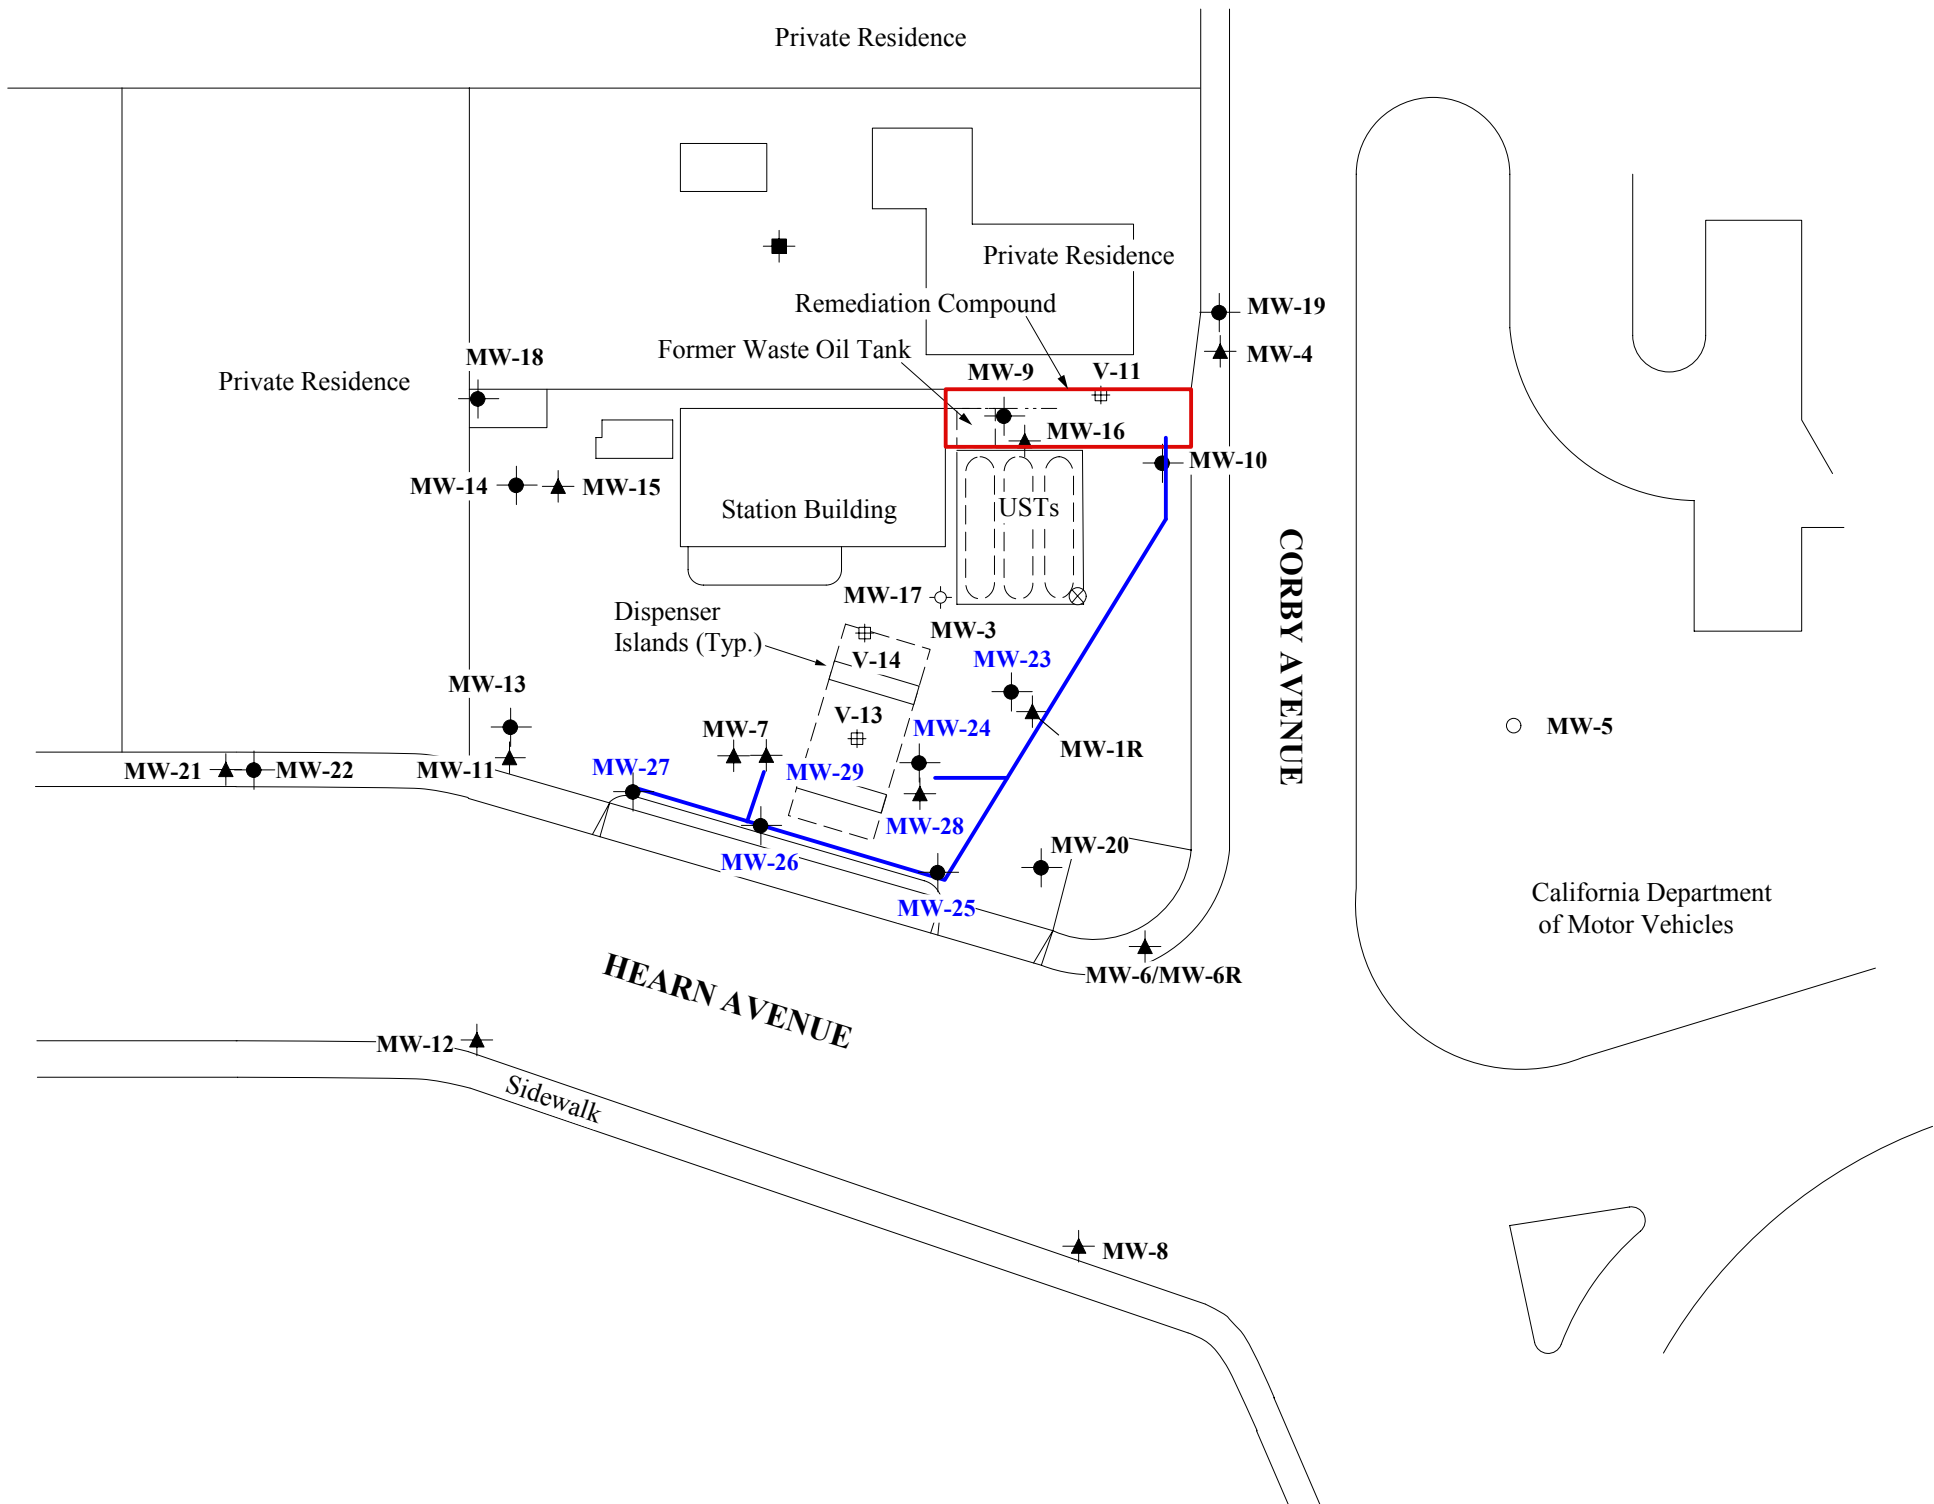 Private Residence
Private Residence
Remediation Compound
MW-19
Former Waste Oil Tank
MW-4
MW-18
MW-9
V-11
Private Residence
MW-16
MW-10
MW-14
MW-15
Station Building
USTs
CORBY AVENUE
MW-17
Dispenser
Islands (Typ.)
MW-3
V-14
MW-23
MW-13
V-13
MW-7
MW-24
MW-1R
MW-5
MW-21
MW-22
MW-11
MW-27
MW-29
MW-28
MW-26
MW-20
MW-25
California Department
of Motor Vehicles
MW-6/MW-6R
HEARN AVENUE
MW-12
Sidewalk
MW-8